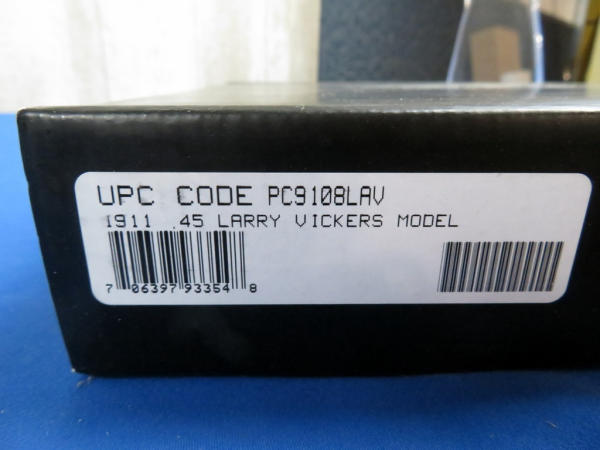 UPC CODE PC9108LAV
1911 .45 LARRY VICKERS MODEL
7 06397 93354 8